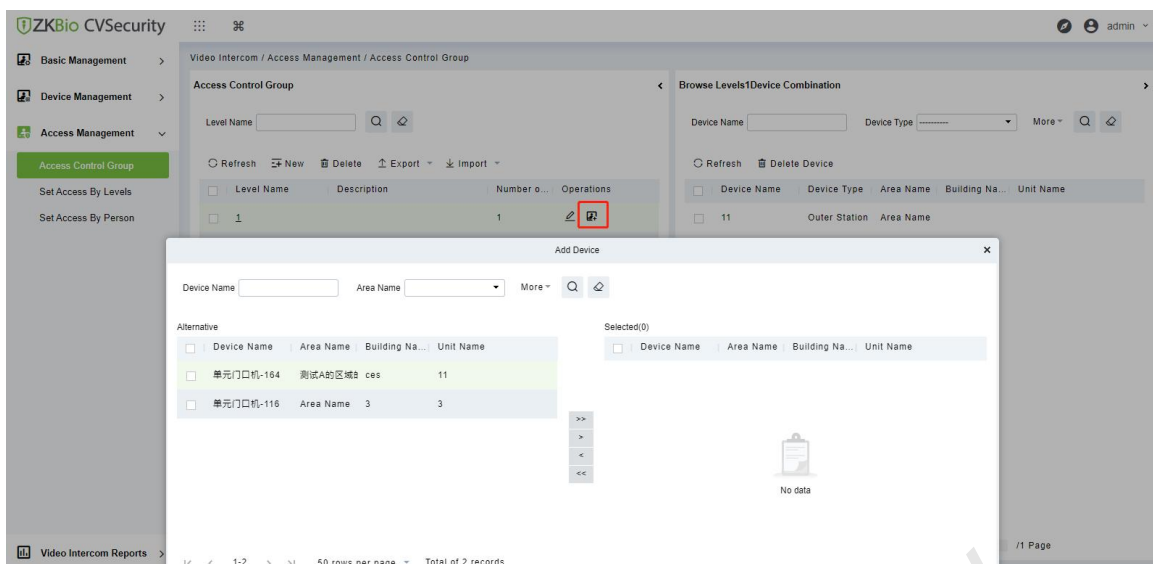 ZKBio CVSecurity
admin
Basic Management
Device Management
Access Management
Access Control Group
Set Access By Levels
Set Access By Person
Video Intercom Reports
Video Intercom / Access Management / Access Control Group
Access Control Group
Level Name
Refresh New Delete Export Import
Level Name Description Number o... Operations
1 1
Browse Levels1Device Combination
Device Name Device Type ---------- More
Refresh Delete Device
Device Name Device Type Area Name Building Na... Unit Name
11 Outer Station Area Name
Add Device
Device Name Area Name More
Alternative
Device Name Area Name Building Na... Unit Name
单元门口机-164 测试A的区域 ces 11
单元门口机-116 Area Name 3 3
>>
>
<
<<
Selected(0)
Device Name Area Name Building Na... Unit Name
No data
1-2 50 rows per page Total of 2 records
/1 Page